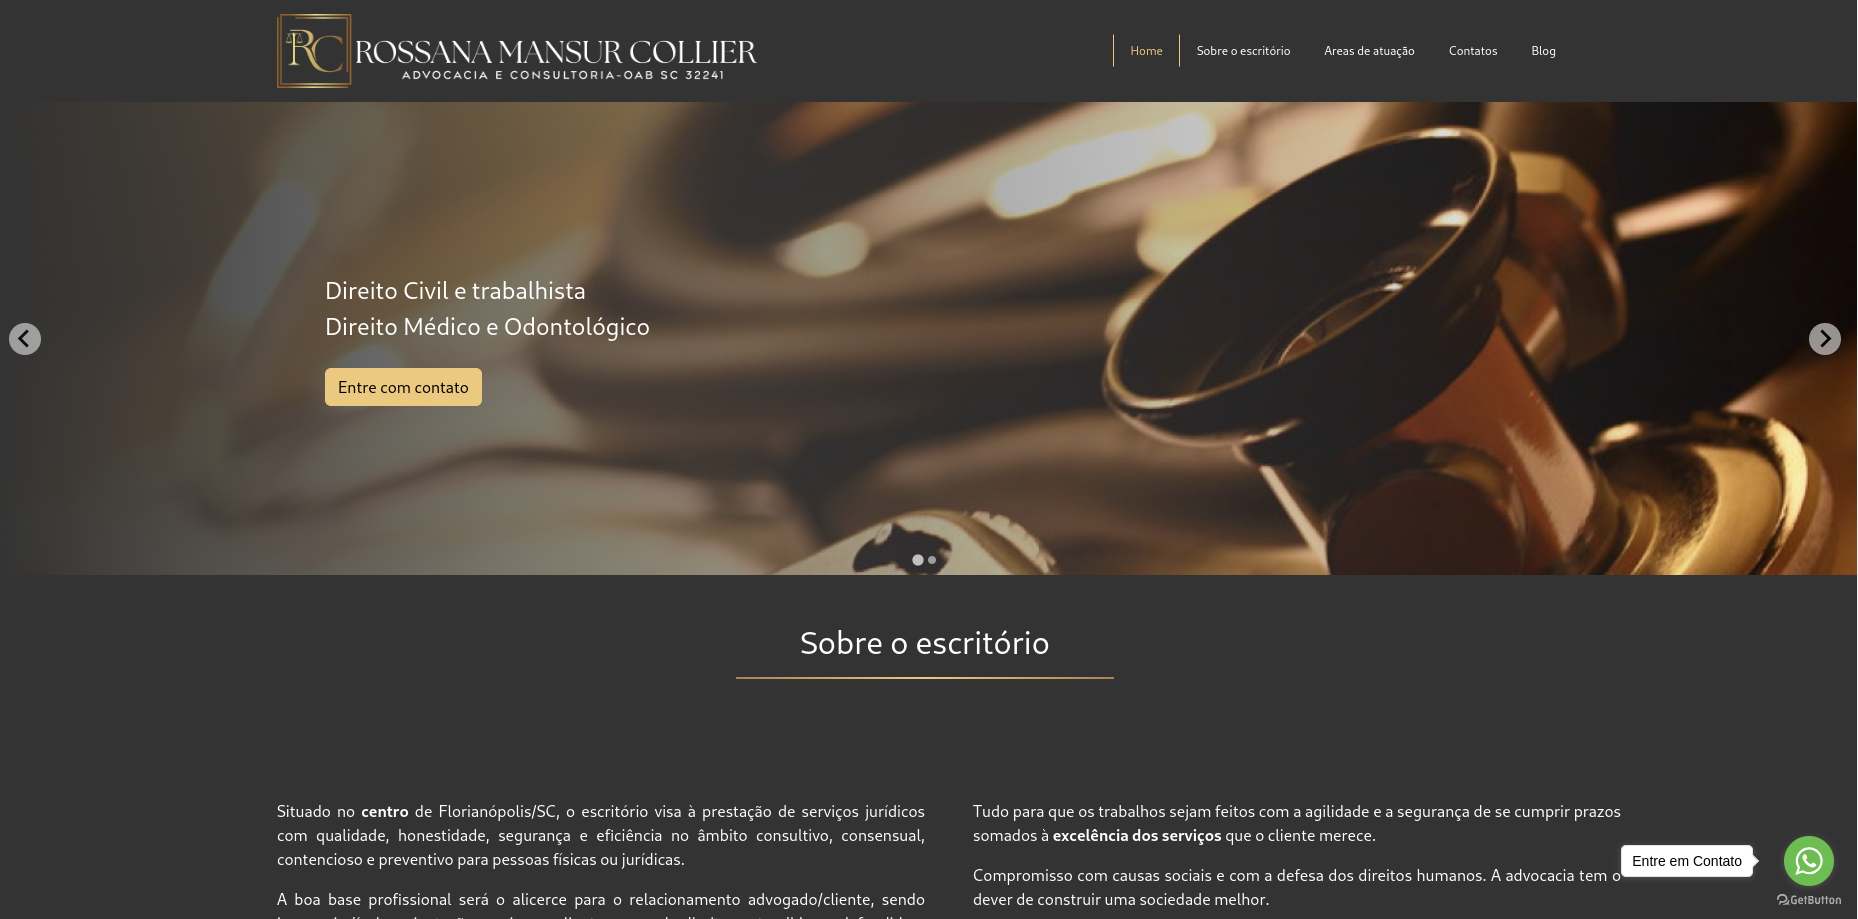 RC
ROSSANA MANSUR COLLIER
ADVOCACIA E CONSULTORIA-OAB SC 32241
Home
Sobre o escritório
Areas de atuação
Contatos
Blog
Direito Civil e trabalhista
Direito Médico e Odontológico
Entre com contato
Sobre o escritório
Situado no centro de Florianópolis/SC, o escritório visa à prestação de serviços jurídicos
com qualidade, honestidade, segurança e eficiência no âmbito consultivo, consensual,
contencioso e preventivo para pessoas físicas ou jurídicas.
A boa base profissional será o alicerce para o relacionamento advogado/cliente, sendo
Tudo para que os trabalhos sejam feitos com a agilidade e a segurança de se cumprir prazos
somados à excelência dos serviços que o cliente merece.
Compromisso com causas sociais e com a defesa dos direitos humanos. A advocacia tem o
dever de construir uma sociedade melhor.
Entre em Contato
GetButton